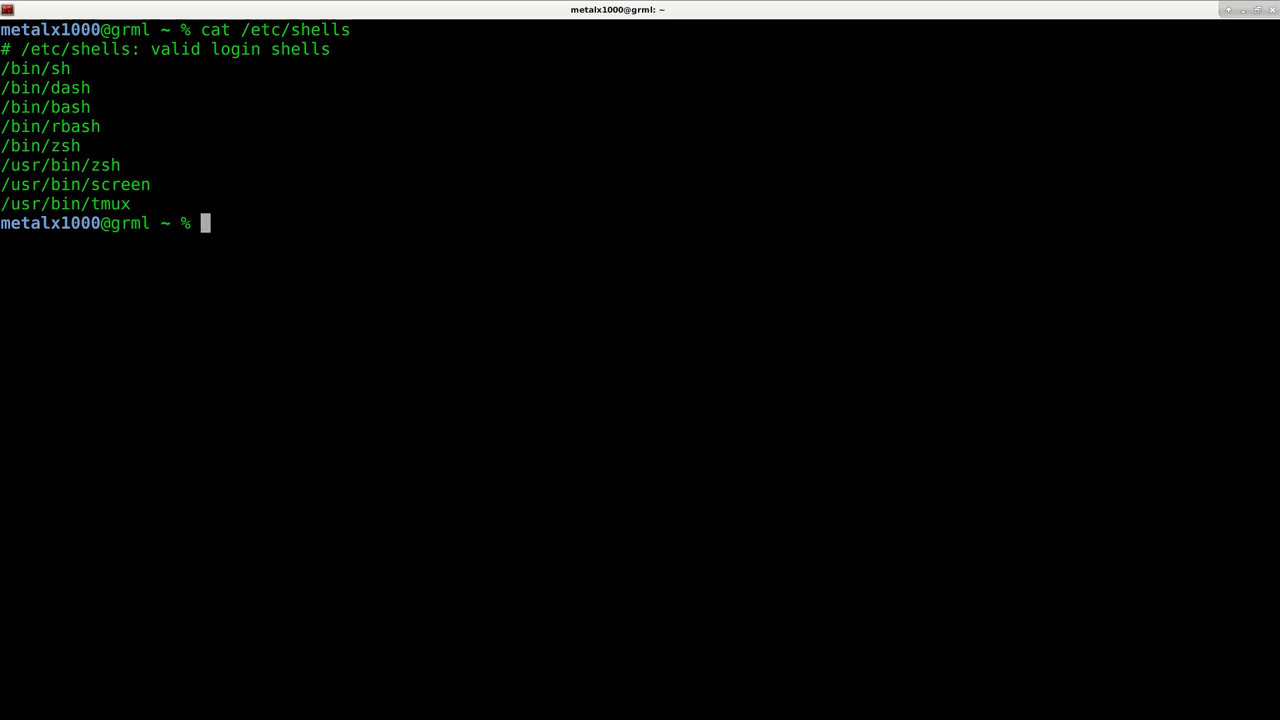 metalx1000@grml: ~
metalx1000@grml ~ % cat /etc/shells
# /etc/shells: valid login shells
/bin/sh
/bin/dash
/bin/bash
/bin/rbash
/bin/zsh
/usr/bin/zsh
/usr/bin/screen
/usr/bin/tmux
metalx1000@grml ~ %